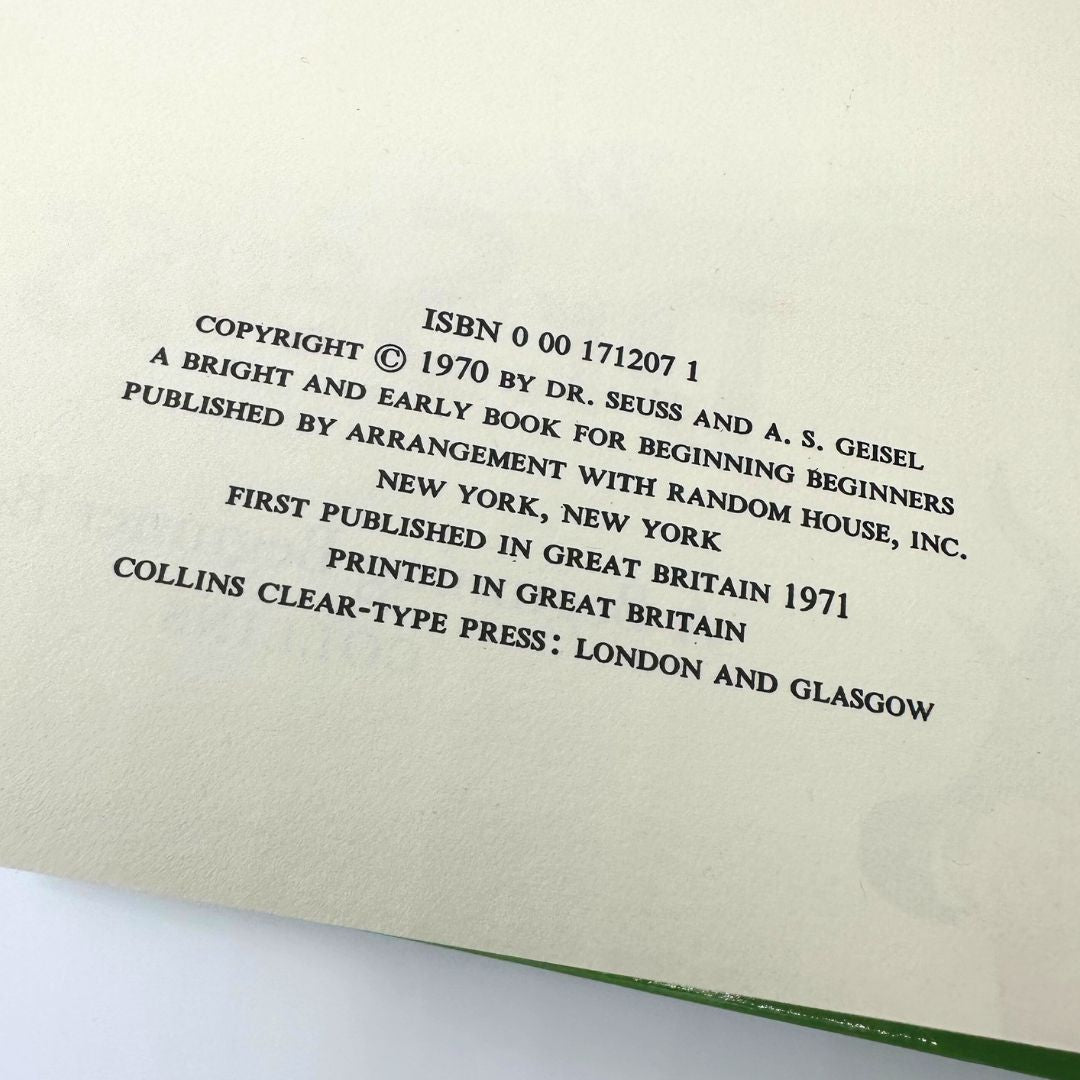 ISBN 0 00 171207 1
COPYRIGHT © 1970 BY DR. SEUSS AND A. S. GEISEL
A BRIGHT AND EARLY BOOK FOR BEGINNING BEGINNERS
PUBLISHED BY ARRANGEMENT WITH RANDOM HOUSE, INC.
NEW YORK, NEW YORK
FIRST PUBLISHED IN GREAT BRITAIN 1971
PRINTED IN GREAT BRITAIN
COLLINS CLEAR-TYPE PRESS: LONDON AND GLASGOW